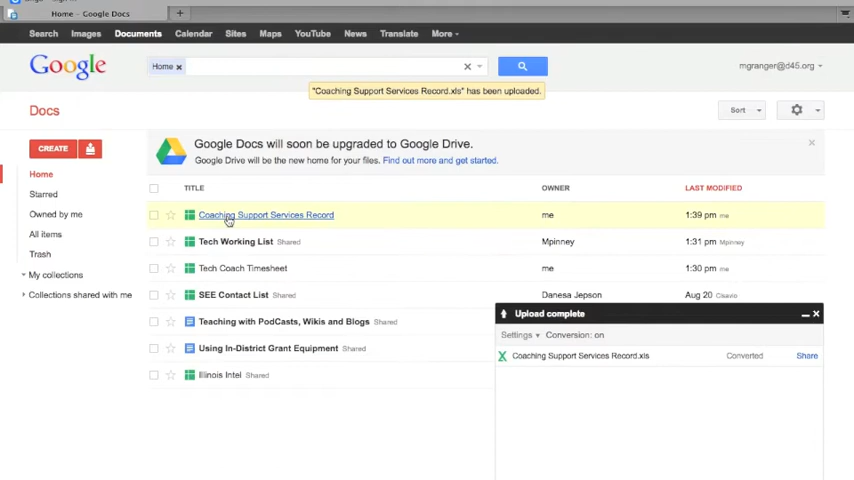 Home - Google Docs
Search Images Documents Calendar Sites Maps YouTube News Translate More
Google
Home
mgranger@d45.org
"Coaching Support Services Record.xls" has been uploaded.
Docs
Sort
CREATE
Google Docs will soon be upgraded to Google Drive.
Google Drive will be the new home for your files. Find out more and get started.
Home
Starred
Owned by me
All items
Trash
My collections
Collections shared with me
TITLE OWNER LAST MODIFIED
Coaching Support Services Record me 1:39 pm me
Tech Working List Shared Mpinney 1:31 pm Mpinney
Tech Coach Timesheet me 1:30 pm me
SEE Contact List Shared Danesa Jepson Aug 20
Teaching with PodCasts, Wikis and Blogs Shared
Using In-District Grant Equipment Shared
Illinois Intel Shared
Upload complete
Settings Conversion: on
Coaching Support Services Record.xls Converted Share